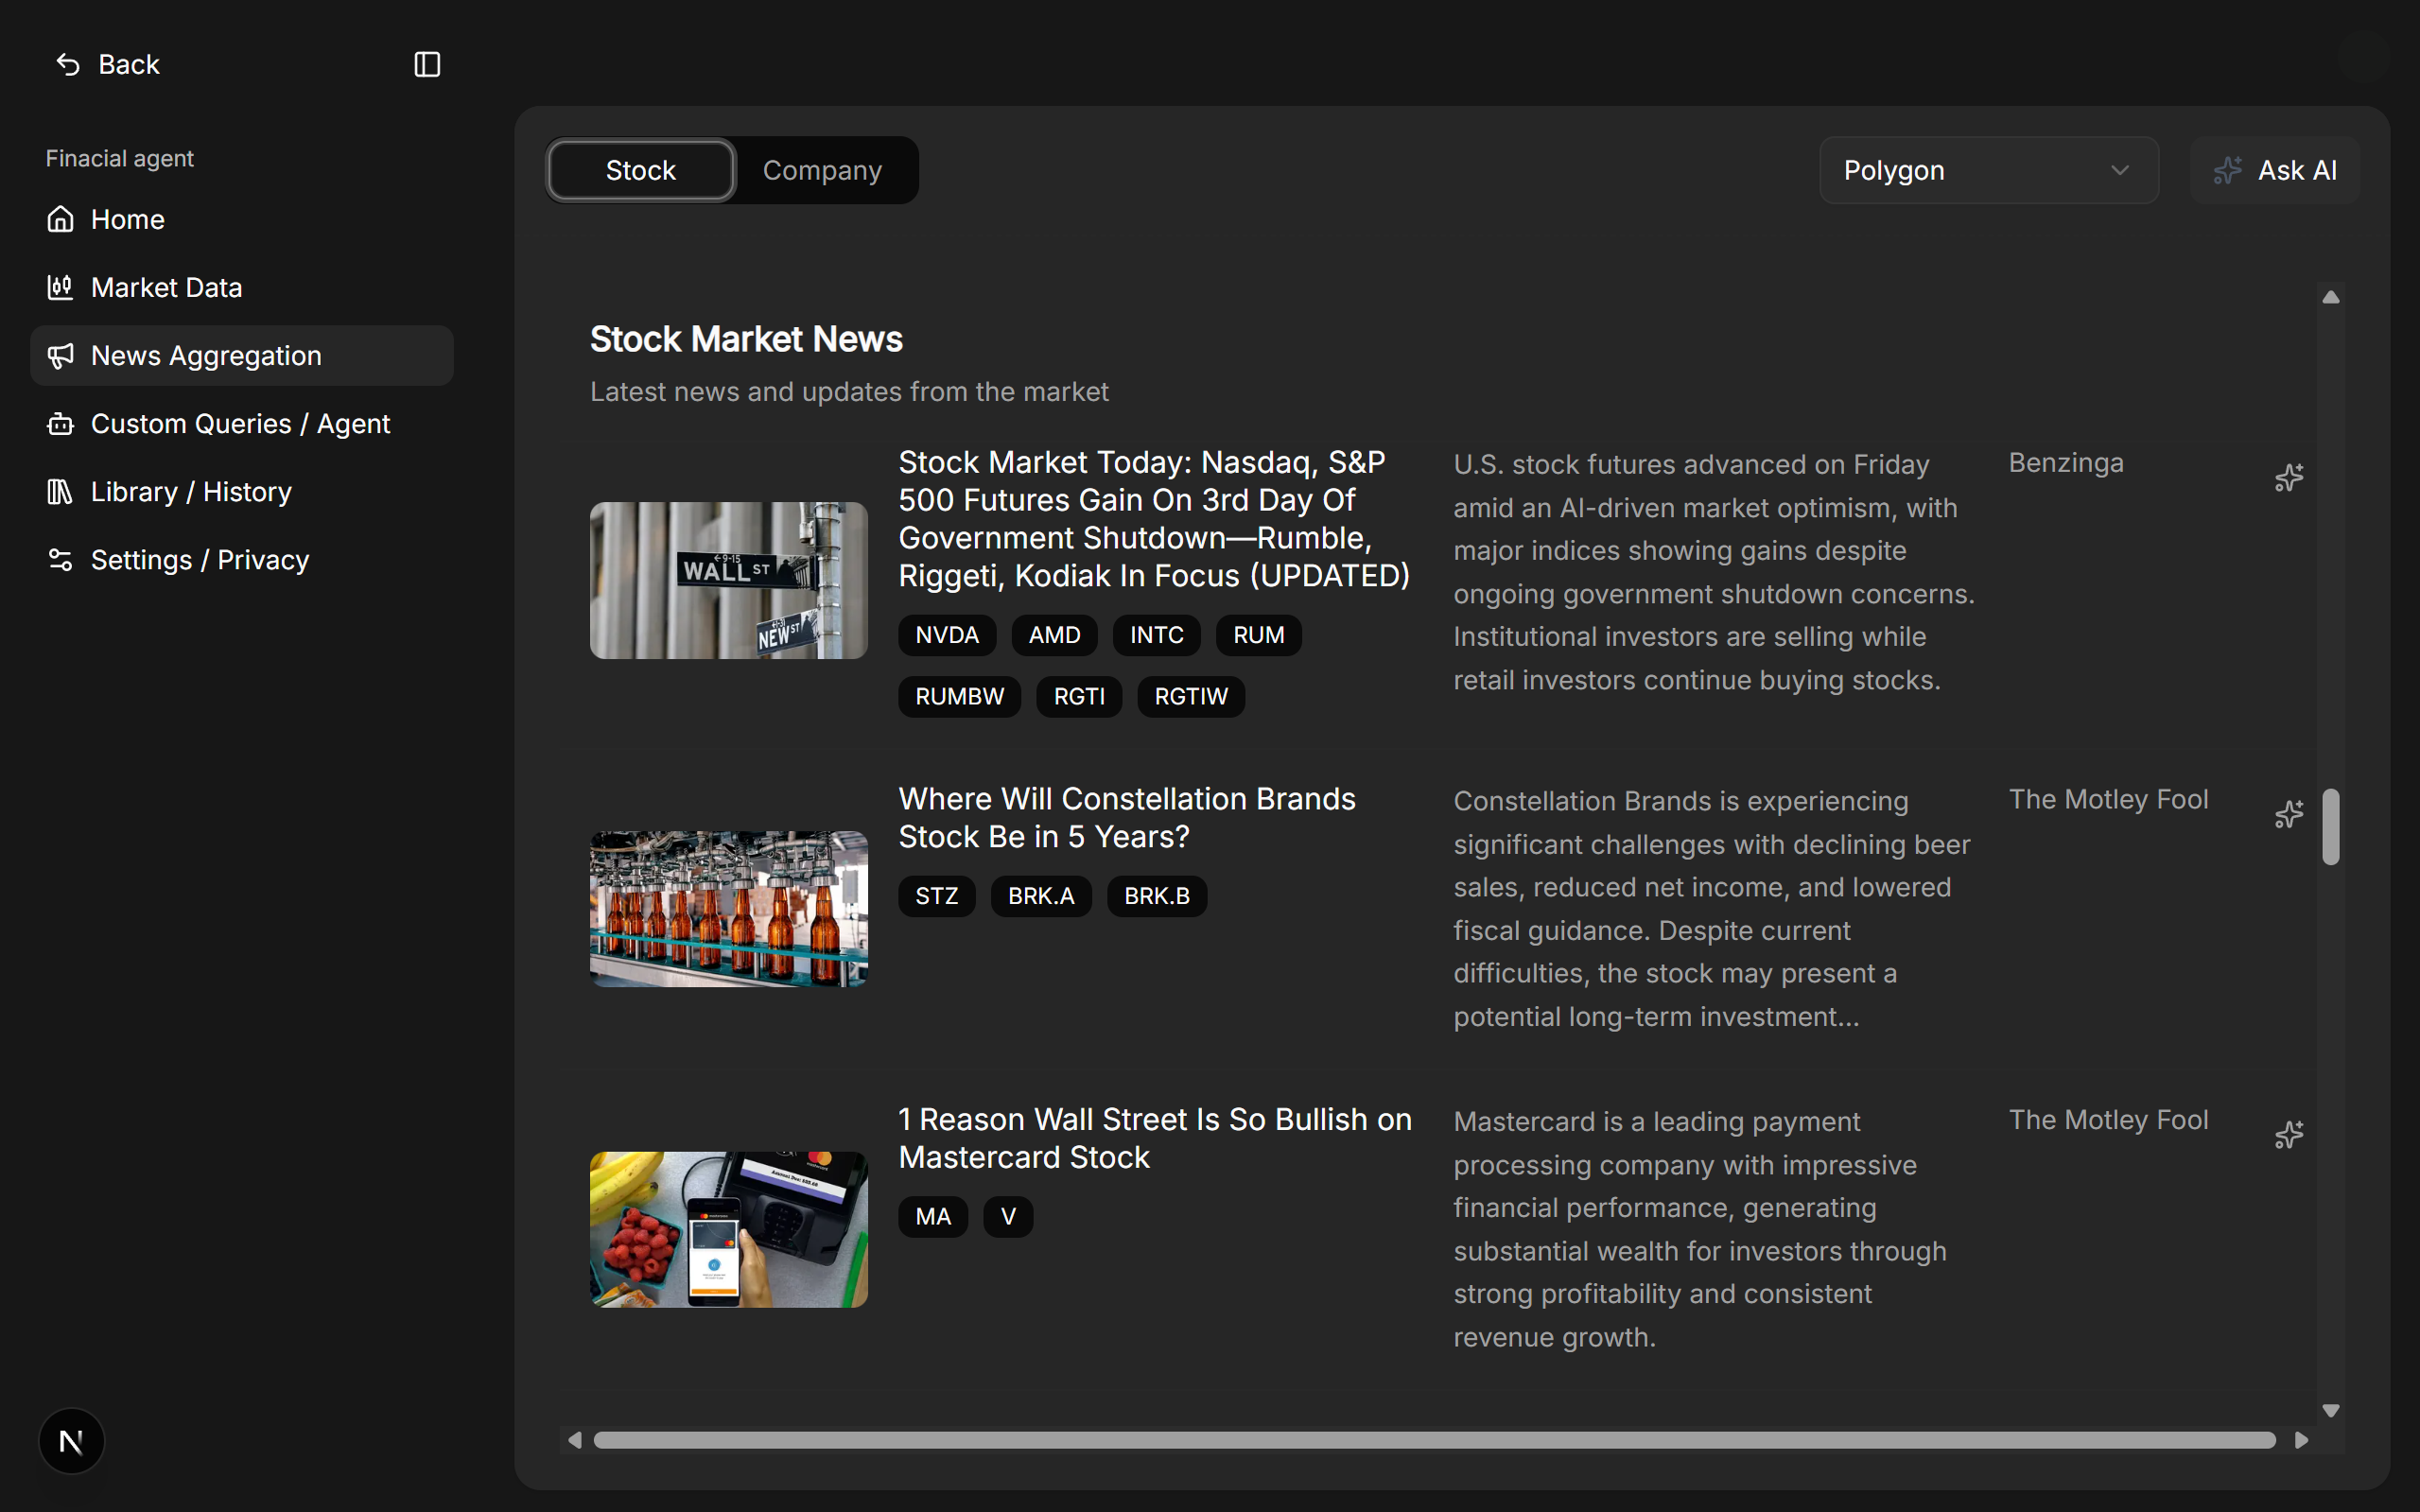 Back
Finacial agent
Home
Market Data
News Aggregation
Custom Queries / Agent
Library / History
Settings / Privacy
N
Stock
Company
Polygon
Ask AI
Stock Market News
Latest news and updates from the market
←9-15
WALL ST
NEW ST
Stock Market Today: Nasdaq, S&P
500 Futures Gain On 3rd Day Of
Government Shutdown—Rumble,
Riggeti, Kodiak In Focus (UPDATED)
NVDA
AMD
INTC
RUM
RUMBW
RGTI
RGTIW
U.S. stock futures advanced on Friday
amid an AI-driven market optimism, with
major indices showing gains despite
ongoing government shutdown concerns.
Institutional investors are selling while
retail investors continue buying stocks.
Benzinga
Where Will Constellation Brands
Stock Be in 5 Years?
STZ
BRK.A
BRK.B
Constellation Brands is experiencing
significant challenges with declining beer
sales, reduced net income, and lowered
fiscal guidance. Despite current
difficulties, the stock may present a
potential long-term investment...
The Motley Fool
1 Reason Wall Street Is So Bullish on
Mastercard Stock
MA
V
Mastercard is a leading payment
processing company with impressive
financial performance, generating
substantial wealth for investors through
strong profitability and consistent
revenue growth.
The Motley Fool